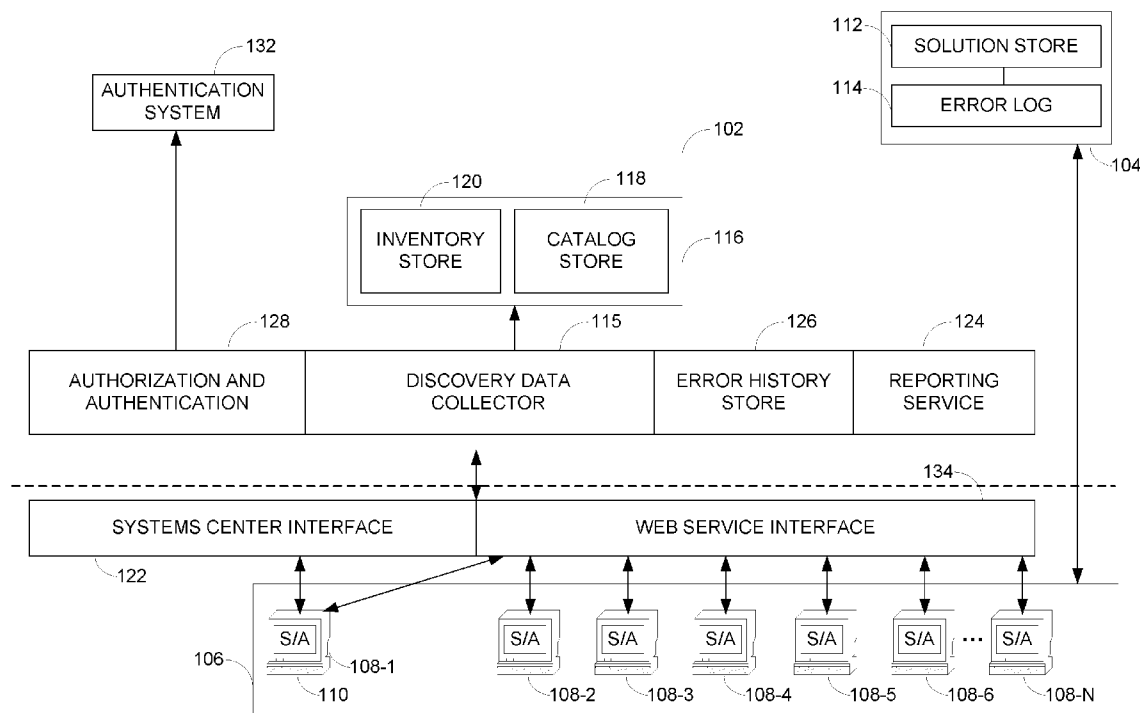 112
SOLUTION STORE
132
114
ERROR LOG
AUTHENTICATION
SYSTEM
102
104
120
118
INVENTORY
STORE
CATALOG
STORE
116
128
115
126
124
AUTHORIZATION AND
AUTHENTICATION
DISCOVERY DATA
COLLECTOR
ERROR HISTORY
STORE
REPORTING
SERVICE
134
SYSTEMS CENTER INTERFACE
WEB SERVICE INTERFACE
122
S/A
S/A
S/A
S/A
S/A
S/A
S/A
...
106
108-1
110
108-2
108-3
108-4
108-5
108-6
108-N